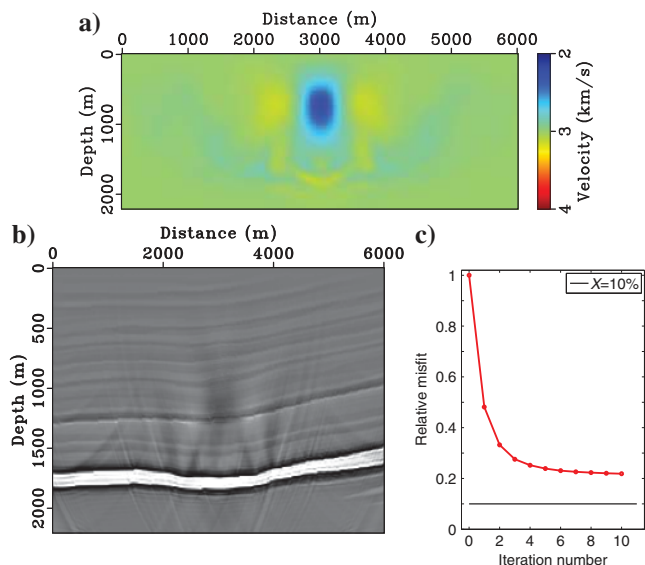 a)
Distance (m)
0 1000 2000 3000 4000 5000 6000
Depth (m)
0
1000
2000
2
3
4
Velocity (km/s)
b)
Distance (m)
0 2000 4000 6000
Depth (m)
0
500
1000
1500
2000
c)
X=10%
Relative misfit
1
0.8
0.6
0.4
0.2
0
0 2 4 6 8 10
Iteration number